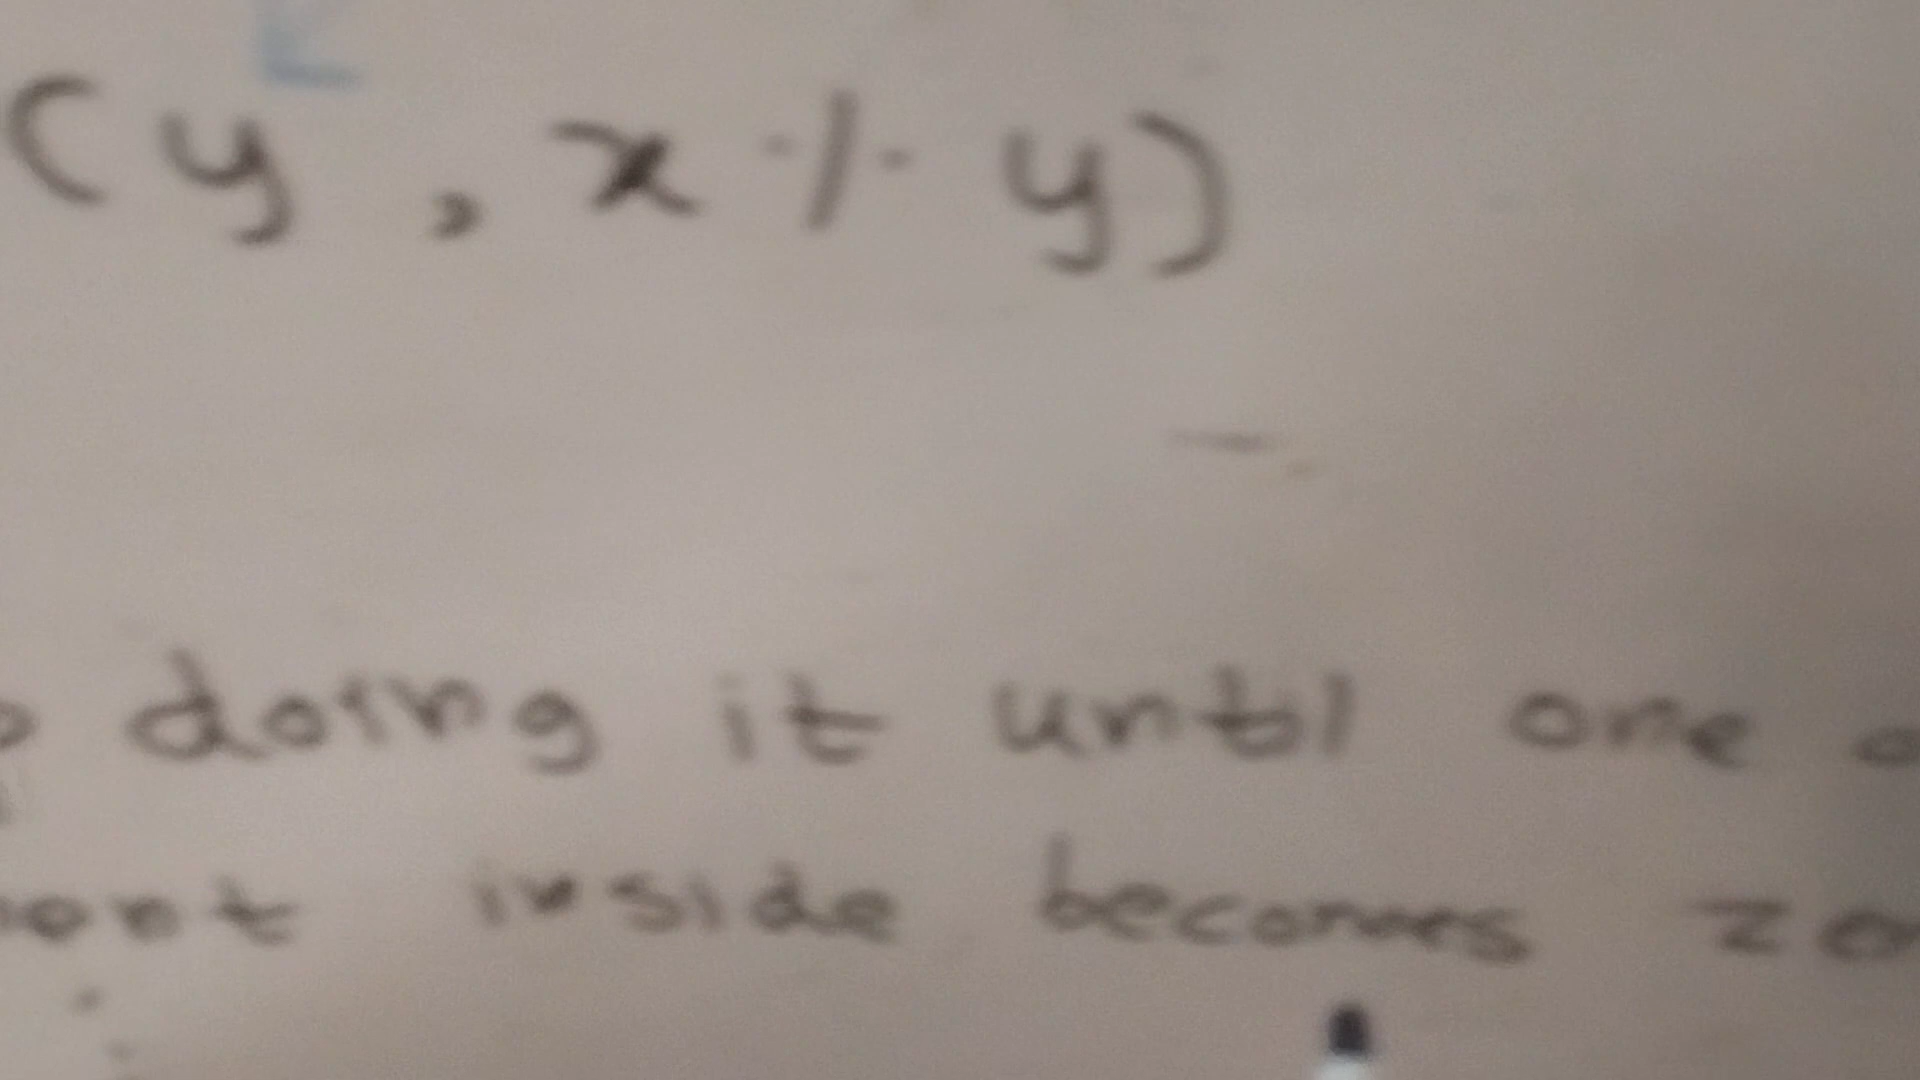 (y, x % y)
doing it until one
inside becomes